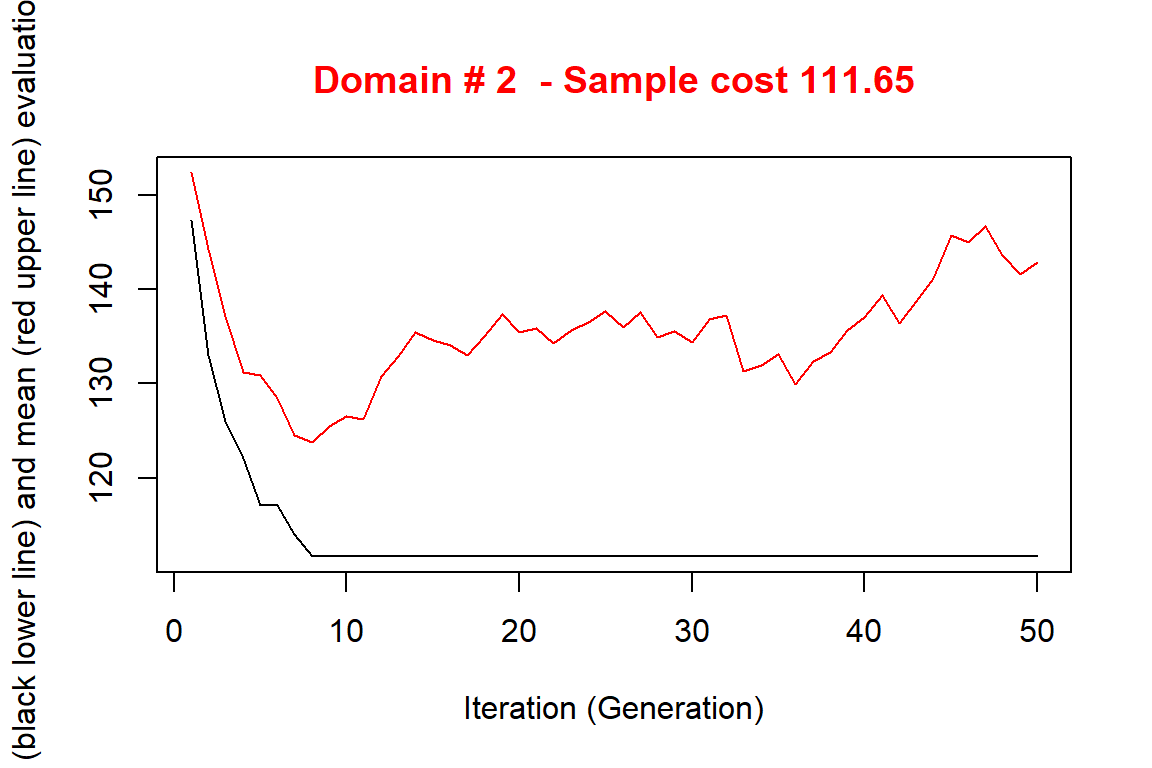 Domain # 2  - Sample cost 111.65
(black lower line) and mean (red upper line) evaluatio
150
140
130
120
0 10 20 30 40 50
Iteration (Generation)